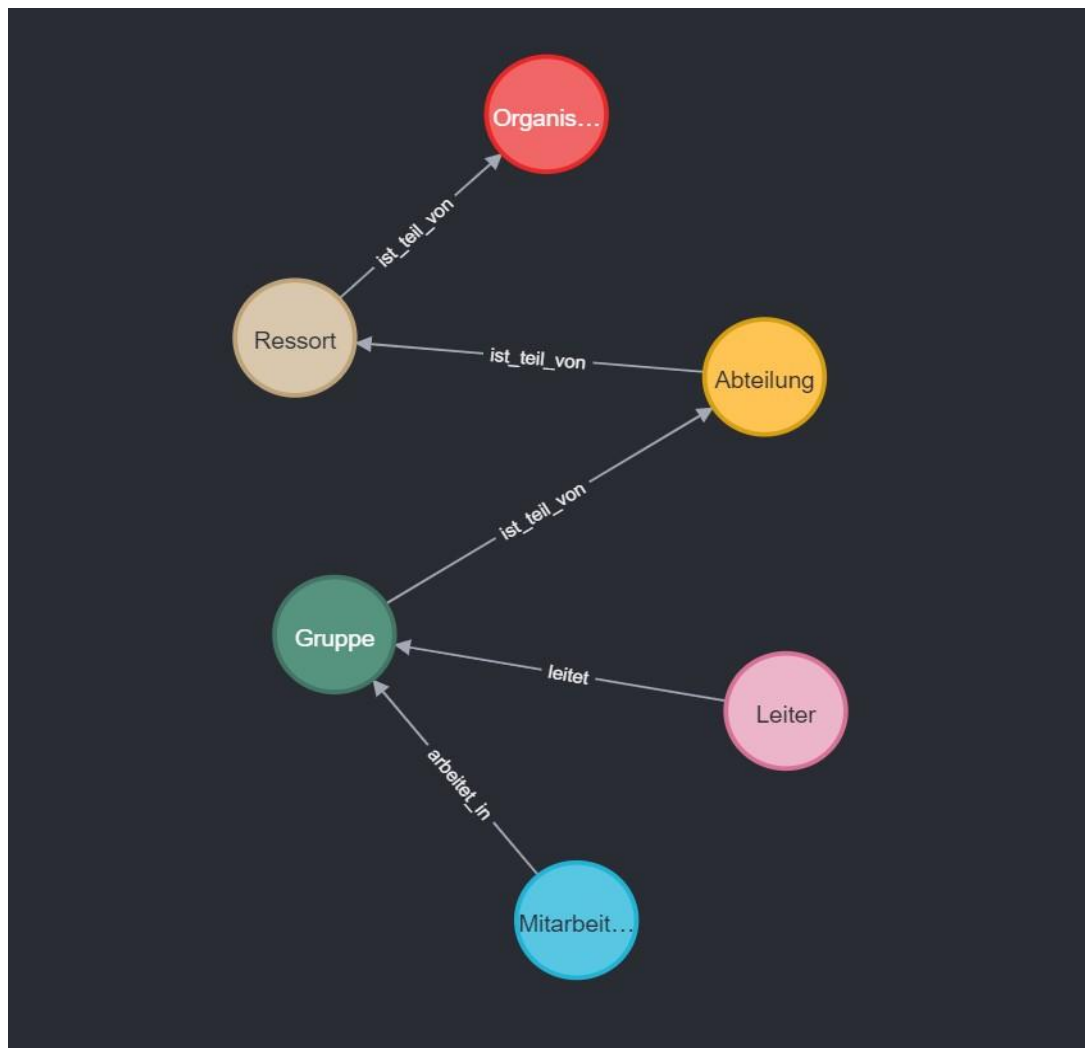 Organis…
ist_teil_von
Ressort
ist_teil_von
Abteilung
ist_teil_von
Gruppe
leitet
Leiter
arbeitet_in
Mitarbeit…